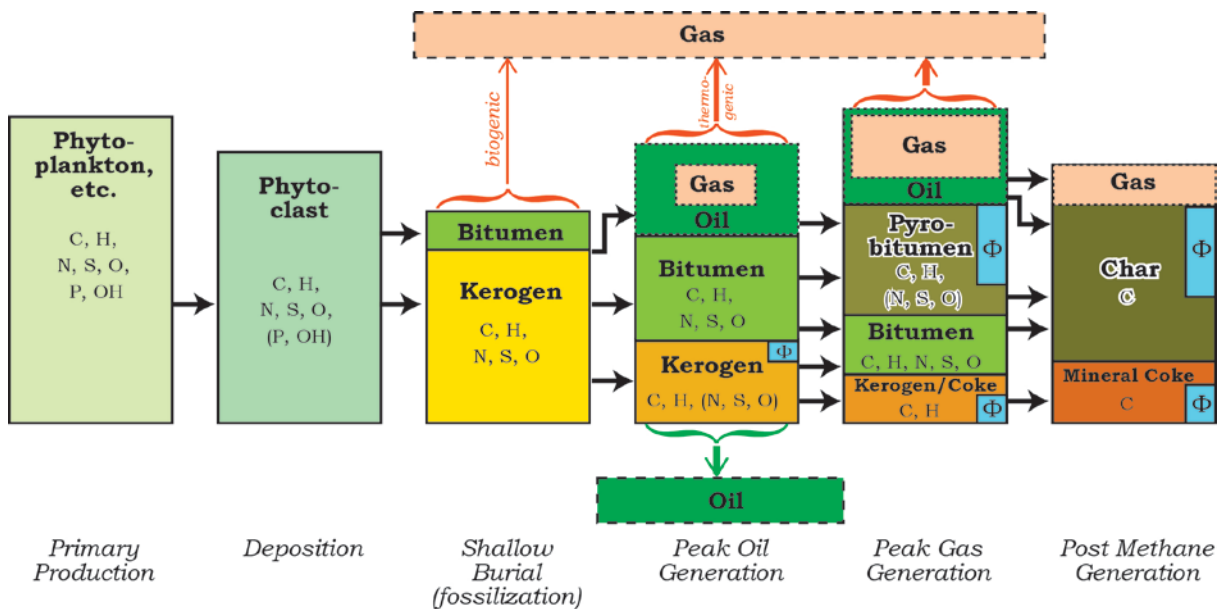 Gas
biogenic
thermo-
genic
Phyto-
plankton,
etc.
C, H,
N, S, O,
P, OH
Phyto-
clast
C, H,
N, S, O,
(P, OH)
Bitumen
Kerogen
C, H,
N, S, O
Gas
Oil
Bitumen
C, H,
N, S, O
Kerogen
Φ
C, H, (N, S, O)
Gas
Oil
Pyro-
bitumen
C, H,
(N, S, O)
Φ
Bitumen
C, H, N, S, O
Kerogen/Coke
C, H
Φ
Gas
Char
C
Φ
Mineral Coke
C
Φ
Oil
Primary
Production
Deposition
Shallow
Burial
(fossilization)
Peak Oil
Generation
Peak Gas
Generation
Post Methane
Generation